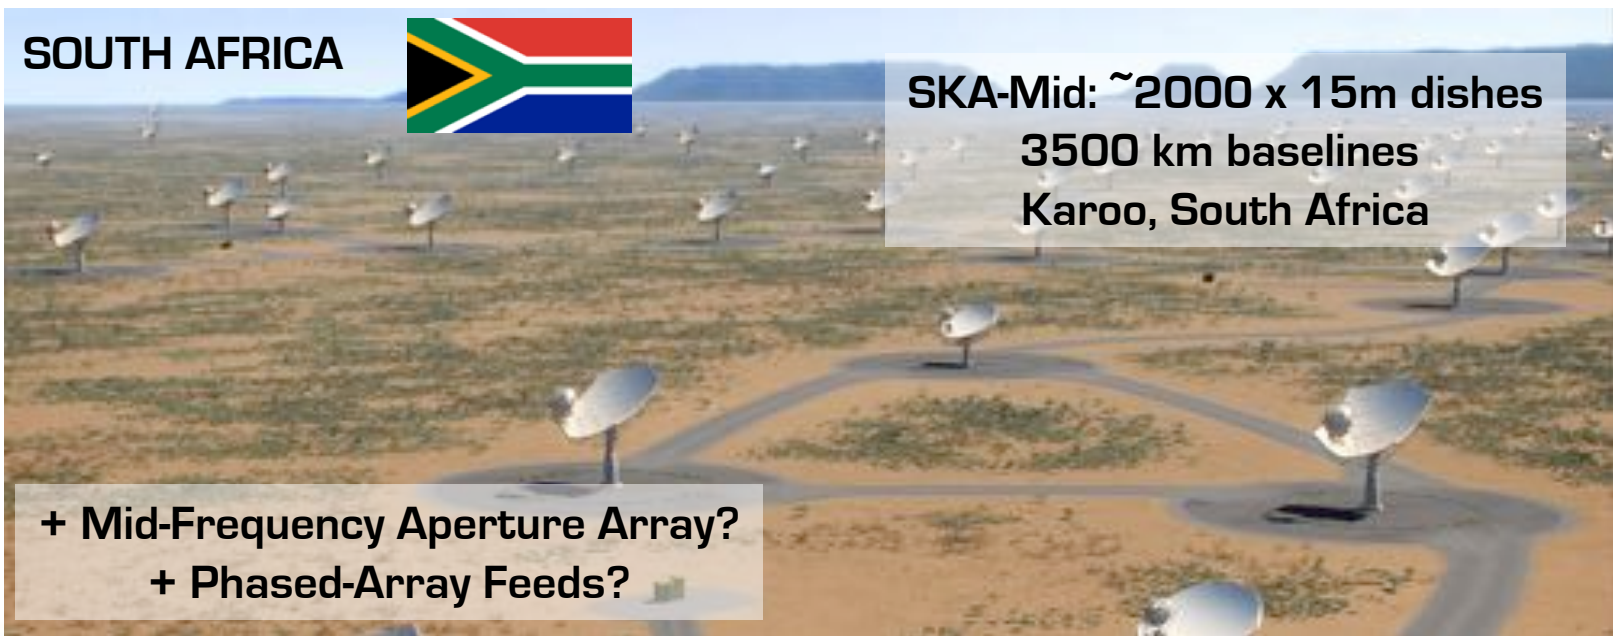 SOUTH AFRICA
SKA-Mid: ~2000 x 15m dishes
3500 km baselines
Karoo, South Africa
+ Mid-Frequency Aperture Array?
+ Phased-Array Feeds?